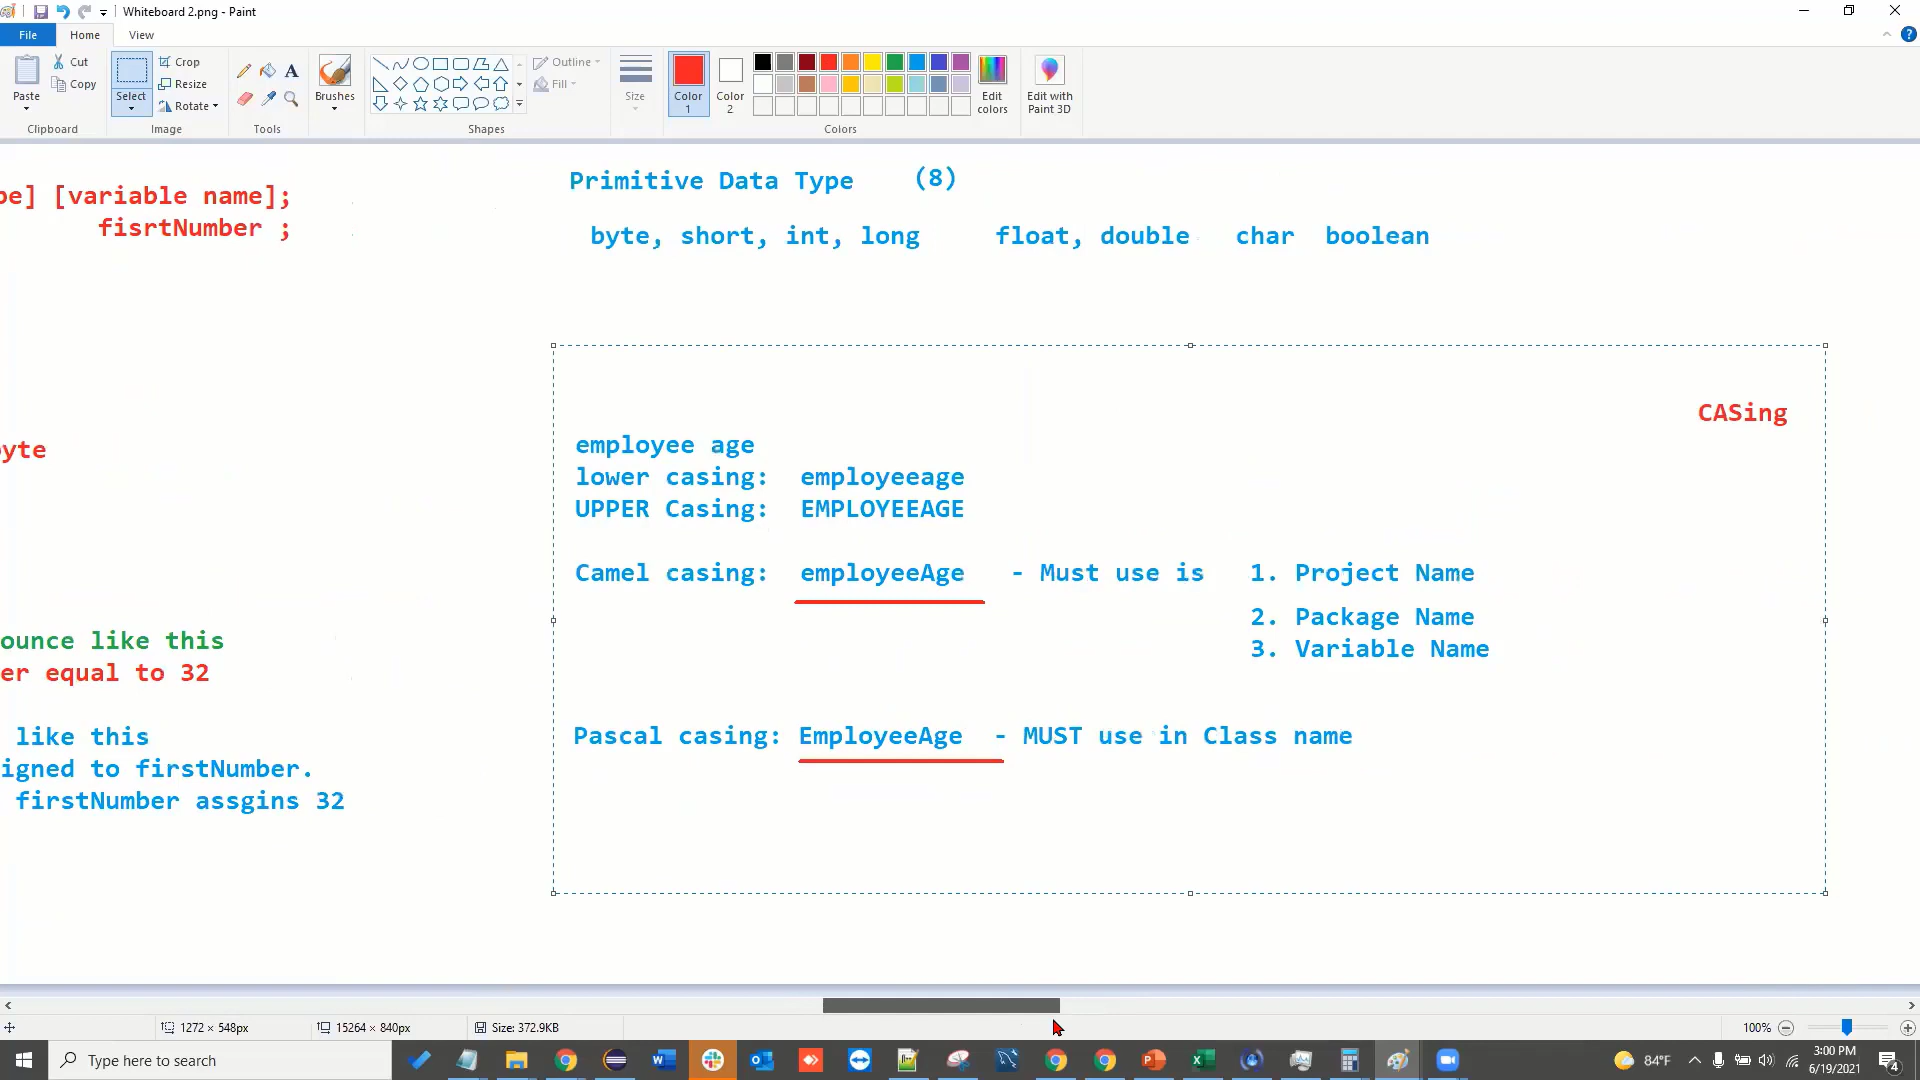 Whiteboard 2.png - Paint
File Home View
Paste
Cut
Copy
Clipboard
Select
Crop
Resize
Rotate
Image
A
Tools
Brushes
Shapes
Outline
Fill
Size
Color 1
Color 2
Colors
Edit colors
Edit with Paint 3D
pe] [variable name];
fisrtNumber ;
Primitive Data Type (8)
byte, short, int, long float, double char boolean
CASing
employee age
lower casing: employeeage
UPPER Casing: EMPLOYEEAGE
Camel casing: employeeAge - Must use is 1. Project Name
2. Package Name
3. Variable Name
Pascal casing: EmployeeAge - MUST use in Class name
yte
ounce like this
er equal to 32
like this
igned to firstNumber.
firstNumber assgins 32
1272 × 548px
15264 × 840px
Size: 372.9KB
100%
Type here to search
84°F
3:00 PM
6/19/2021
4